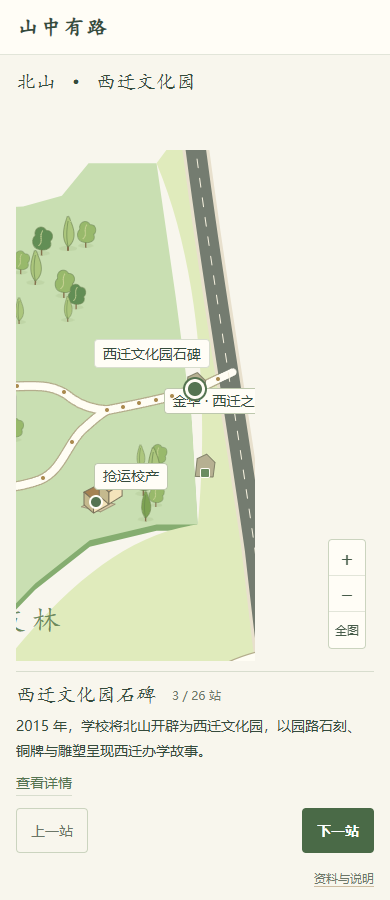 山中有路
北山 • 西迁文化园
西迁文化园石碑
金华·西迁之
抢运校产
林
+
−
全图
西迁文化园石碑 3 / 26 站
2015 年，学校将北山开辟为西迁文化园，以园路石刻、
铜牌与雕塑呈现西迁办学故事。
查看详情
上一站
下一站
资料与说明